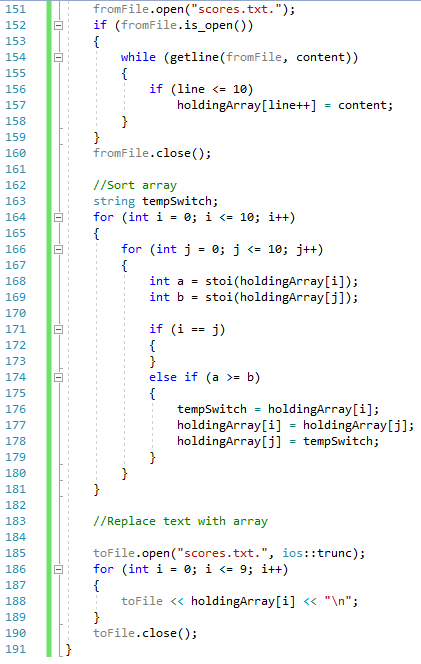 151 fromFile.open("scores.txt.");
152 if (fromFile.is_open())
153 {
154 while (getline(fromFile, content))
155 {
156 if (line <= 10)
157 holdingArray[line++] = content;
158 }
159 }
160 fromFile.close();
161
162 //Sort array
163 string tempSwitch;
164 for (int i = 0; i <= 10; i++)
165 {
166 for (int j = 0; j <= 10; j++)
167 {
168 int a = stoi(holdingArray[i]);
169 int b = stoi(holdingArray[j]);
170
171 if (i == j)
172 {
173 }
174 else if (a >= b)
175 {
176 tempSwitch = holdingArray[i];
177 holdingArray[i] = holdingArray[j];
178 holdingArray[j] = tempSwitch;
179 }
180 }
181 }
182
183 //Replace text with array
184
185 toFile.open("scores.txt.", ios::trunc);
186 for (int i = 0; i <= 9; i++)
187 {
188 toFile << holdingArray[i] << "\n";
189 }
190 toFile.close();
191 }